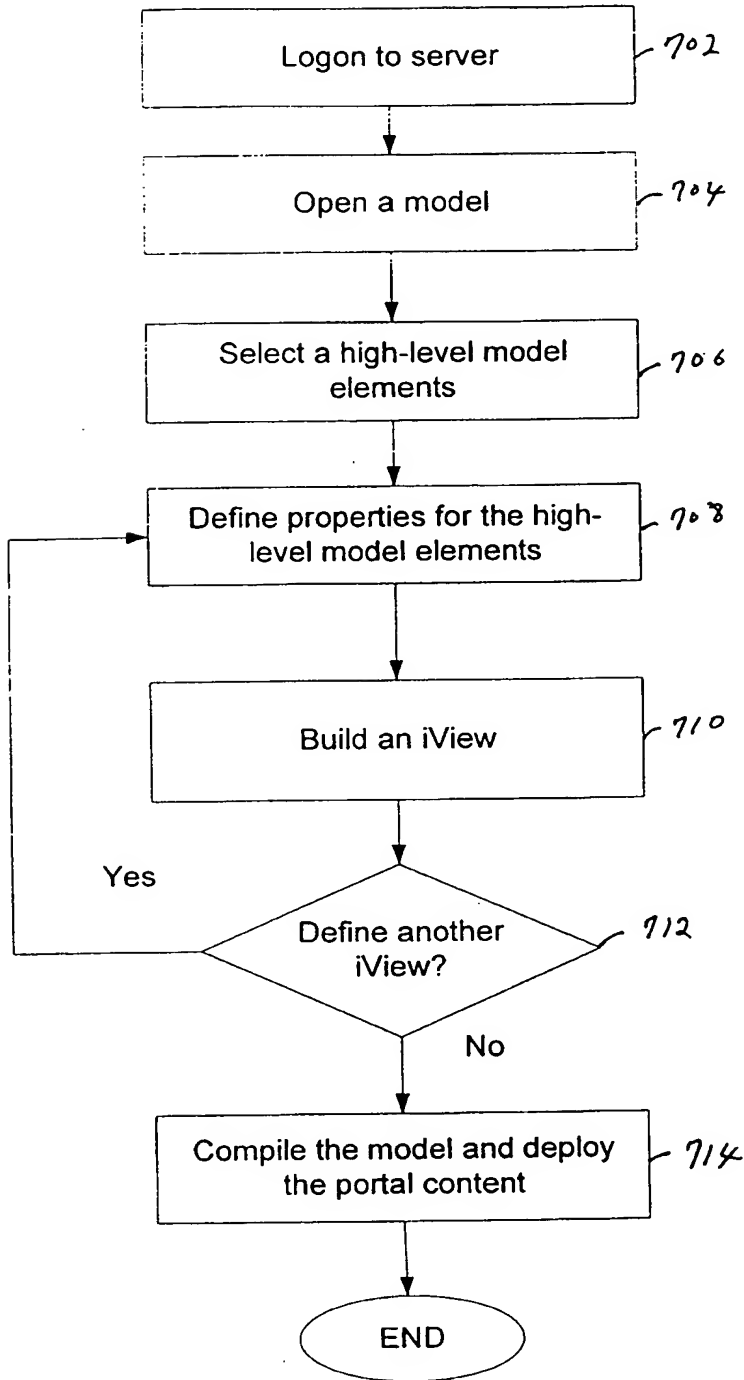 Logon to server
702
Open a model
704
Select a high-level model
elements
706
Define properties for the high-
level model elements
708
Build an iView
710
Yes
Define another
iView?
712
No
Compile the model and deploy
the portal content
714
END